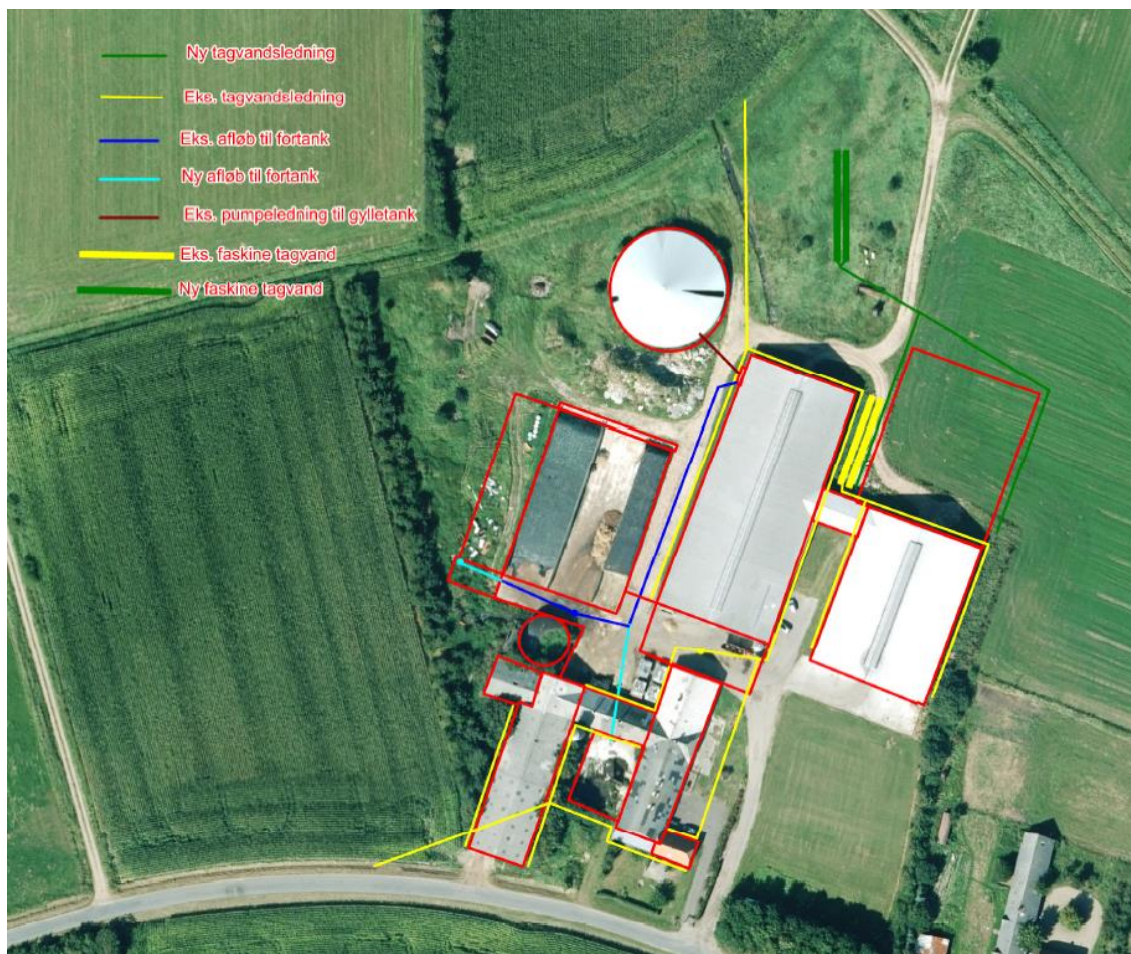 Ny tagvandsledning
Eks. tagvandsledning
Eks. afløb til fortank
Ny afløb til fortank
Eks. pumpeledning til gylletank
Eks. faskine tagvand
Ny faskine tagvand